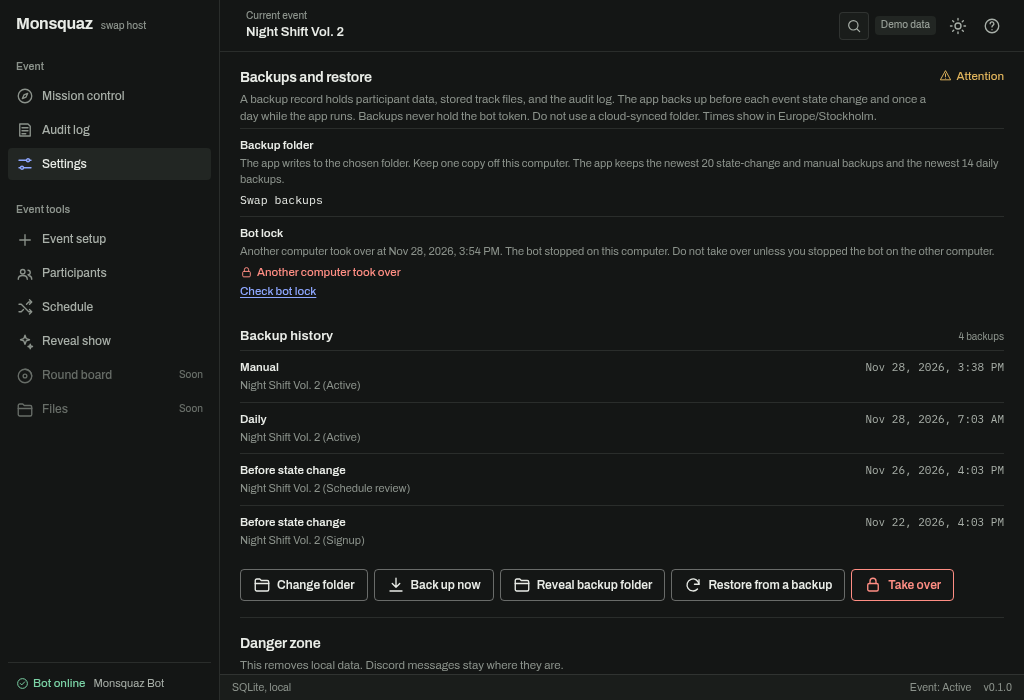 Monsquaz swap host
Event
Mission control
Audit log
Settings
Event tools
Event setup
Participants
Schedule
Reveal show
Round board Soon
Files Soon
Bot online Monsquaz Bot
Current event
Night Shift Vol. 2
Demo data
Backups and restore
Attention
A backup record holds participant data, stored track files, and the audit log. The app backs up before each event state change and once a
day while the app runs. Backups never hold the bot token. Do not use a cloud-synced folder. Times show in Europe/Stockholm.
Backup folder
The app writes to the chosen folder. Keep one copy off this computer. The app keeps the newest 20 state-change and manual backups and the newest 14 daily
backups.
Swap backups
Bot lock
Another computer took over at Nov 28, 2026, 3:54 PM. The bot stopped on this computer. Do not take over unless you stopped the bot on the other computer.
Another computer took over
Check bot lock
Backup history 4 backups
Manual Nov 28, 2026, 3:38 PM
Night Shift Vol. 2 (Active)
Daily Nov 28, 2026, 7:03 AM
Night Shift Vol. 2 (Active)
Before state change Nov 26, 2026, 4:03 PM
Night Shift Vol. 2 (Schedule review)
Before state change Nov 22, 2026, 4:03 PM
Night Shift Vol. 2 (Signup)
Change folder Back up now Reveal backup folder Restore from a backup Take over
Danger zone
This removes local data. Discord messages stay where they are.
SQLite, local Event: Active v0.1.0